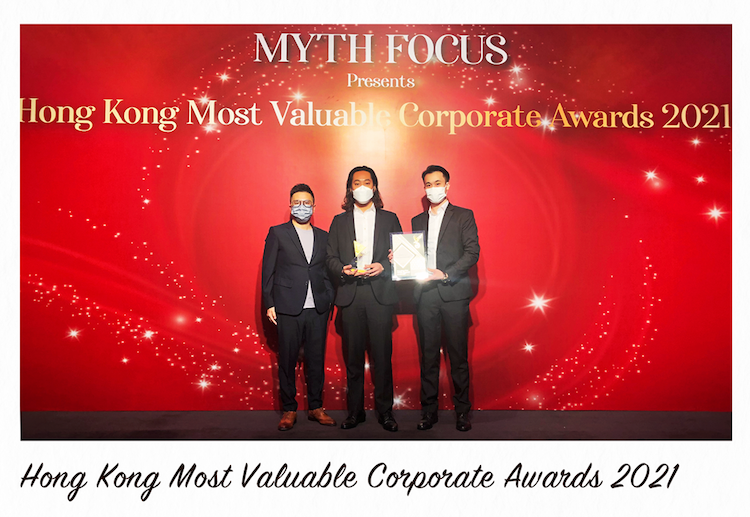 MYTH FOCUS
Presents
Hong Kong Most Valuable Corporate Awards 2021
Hong Kong Most Valuable Corporate Awards 2021